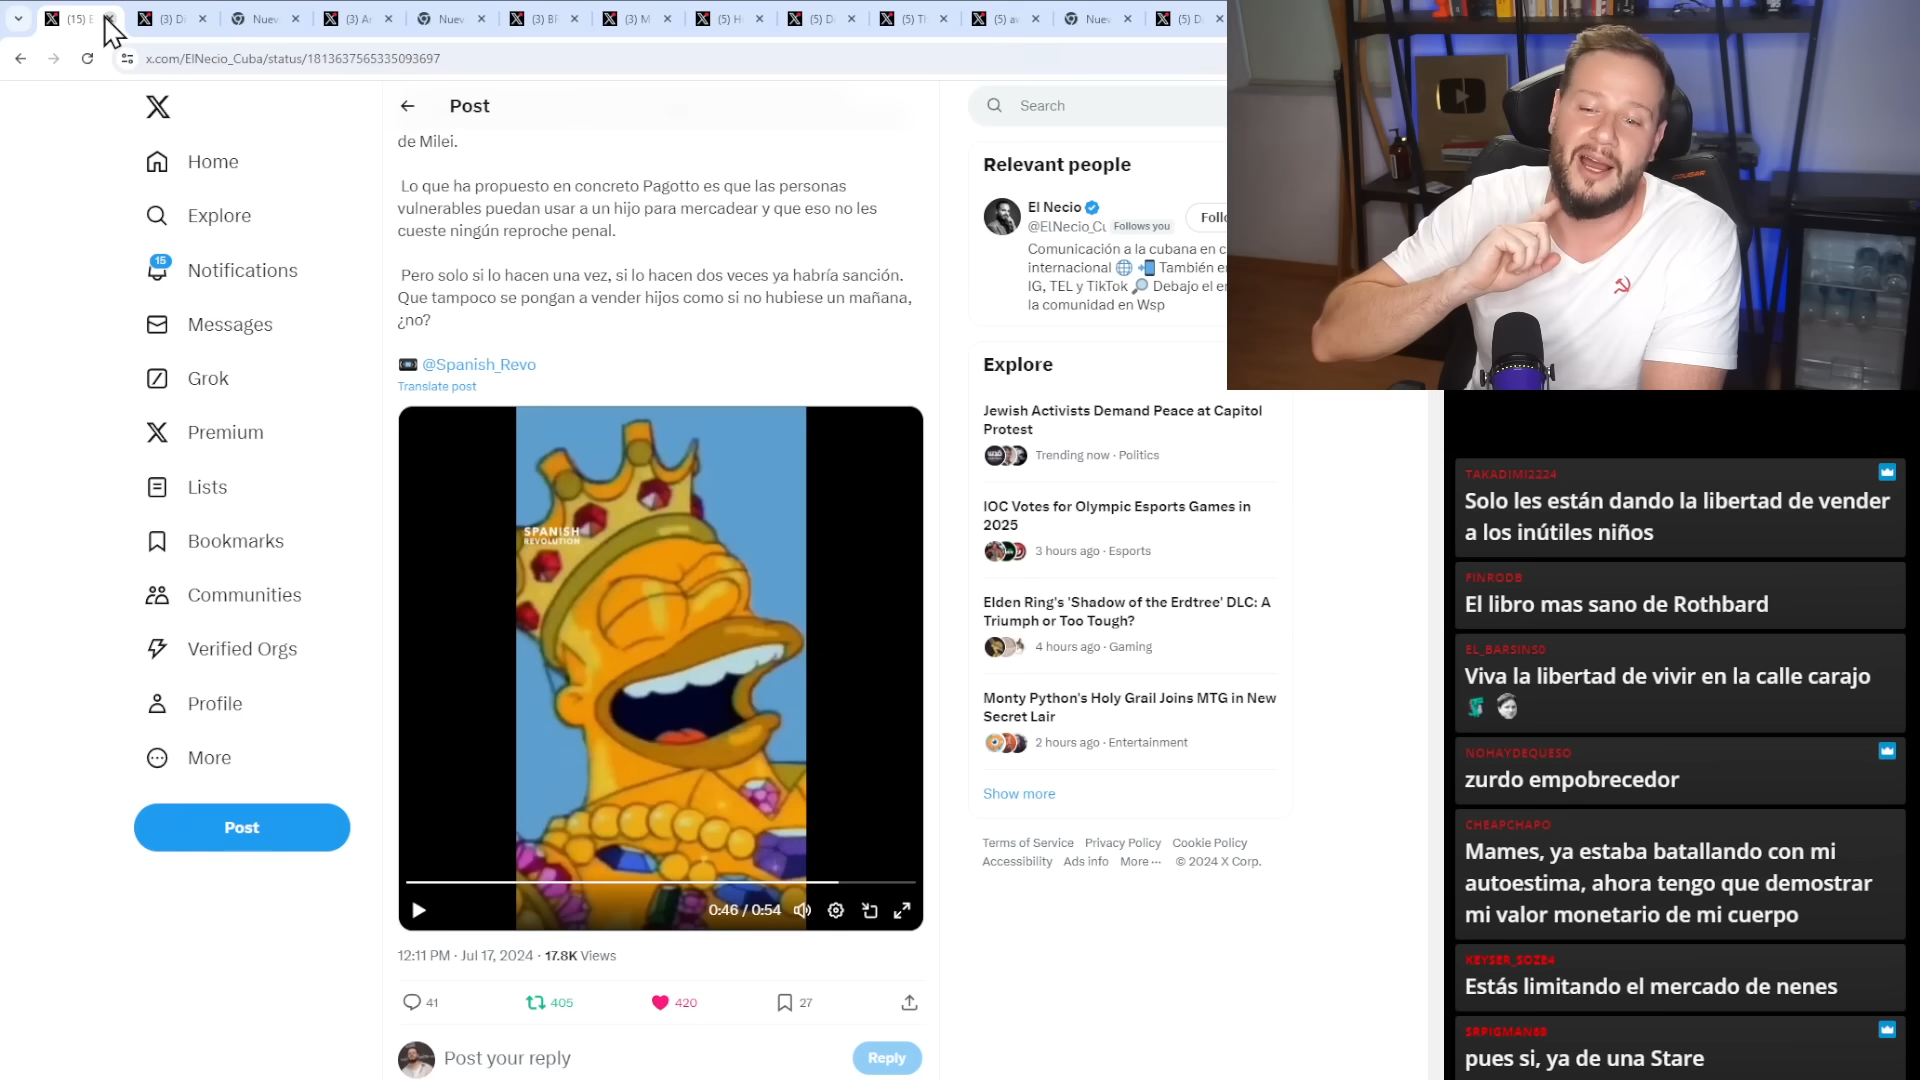 (15) E
(3) Di
Nuev
(3) Ar
Nuev
(3) BF
(3) M
(5) H
(5) D
(5) Th
(5) a
Nuev
(5) D
x.com/ElNecio_Cuba/status/1813637565335093697
Home
Explore
15
Notifications
Messages
Grok
Premium
Lists
Bookmarks
Communities
Verified Orgs
Profile
More
Post
Post
de Milei.
Lo que ha propuesto en concreto Pagotto es que las personas
vulnerables puedan usar a un hijo para mercadear y que eso no les
cueste ningún reproche penal.
Pero solo si lo hacen una vez, si lo hacen dos veces ya habría sanción.
Que tampoco se pongan a vender hijos como si no hubiese un mañana,
¿no?
@Spanish_Revo
Translate post
SPANISH
REVOLUTION
0:46 / 0:54
12:11 PM · Jul 17, 2024 · 17.8K Views
41
405
420
27
Post your reply
Reply
Search
Relevant people
El Necio
@ElNecio_Cu Follows you
Foll
Comunicación a la cubana en c
internacional También en
IG, TEL y TikTok Debajo el en
la comunidad en Wsp
Explore
Jewish Activists Demand Peace at Capitol
Protest
Trending now · Politics
IOC Votes for Olympic Esports Games in
2025
3 hours ago · Esports
Elden Ring's 'Shadow of the Erdtree' DLC: A
Triumph or Too Tough?
4 hours ago · Gaming
Monty Python's Holy Grail Joins MTG in New
Secret Lair
2 hours ago · Entertainment
Show more
Terms of Service Privacy Policy Cookie Policy
Accessibility Ads info More ··· © 2024 X Corp.
COUGAR
TAKADIMI2224
Solo les están dando la libertad de vender
a los inútiles niños
FINRODB
El libro mas sano de Rothbard
EL_BARSINS0
Viva la libertad de vivir en la calle carajo
NOHAYDEQUESO
zurdo empobrecedor
CHEAPCHAPO
Mames, ya estaba batallando con mi
autoestima, ahora tengo que demostrar
mi valor monetario de mi cuerpo
KEYSER_SOZE4
Estás limitando el mercado de nenes
SRPIGMAN69
pues si, ya de una Stare